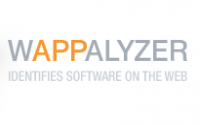 WAPPALYZER
IDENTIFIES SOFTWARE ON THE WEB